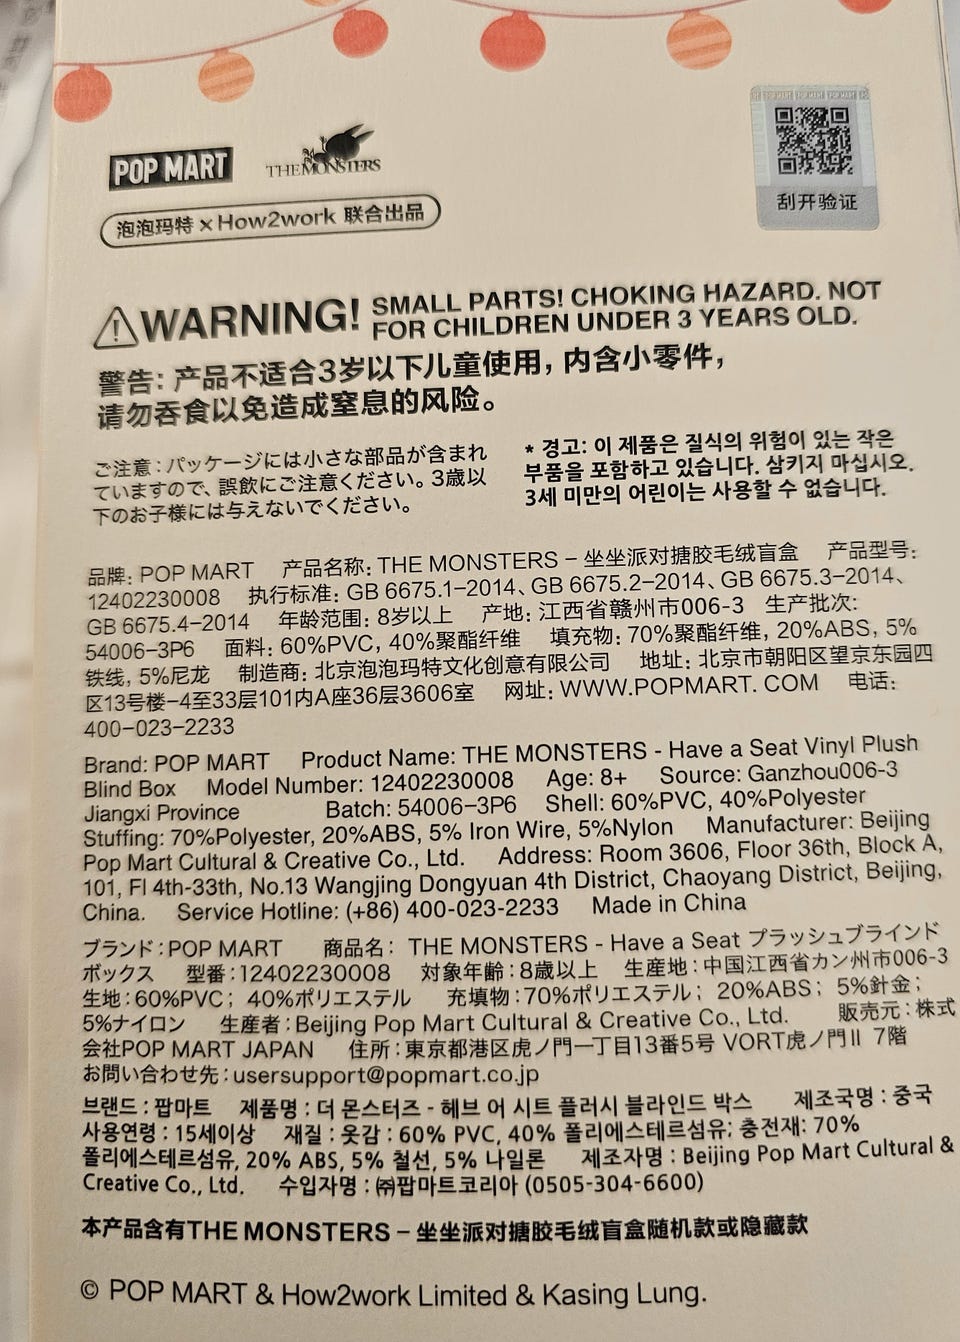 POP MART
THE MONSTERS
泡泡玛特 × How2work 联合出品
刮开验证
WARNING! SMALL PARTS! CHOKING HAZARD. NOT
FOR CHILDREN UNDER 3 YEARS OLD.
警告: 产品不适合3岁以下儿童使用, 内含小零件,
请勿吞食以免造成窒息的风险。
ご注意:パッケージには小さな部品が含まれ
ていますので、誤飲にご注意ください。3歳以
下のお子様には与えないでください。
* 경고: 이 제품은 질식의 위험이 있는 작은
부품을 포함하고 있습니다. 삼키지 마십시오.
3세 미만의 어린이는 사용할 수 없습니다.
品牌: POP MART 产品名称: THE MONSTERS – 坐坐派对搪胶毛绒盲盒 产品型号:
12402230008 执行标准: GB 6675.1-2014、GB 6675.2-2014、GB 6675.3-2014、
GB 6675.4-2014 年龄范围: 8岁以上 产地: 江西省赣州市006-3 生产批次:
54006-3P6 面料: 60%PVC, 40%聚酯纤维 填充物: 70%聚酯纤维, 20%ABS, 5%
铁线, 5%尼龙 制造商: 北京泡泡玛特文化创意有限公司 地址: 北京市朝阳区望京东园四
区13号楼-4至33层101内A座36层3606室 网址: WWW.POPMART. COM 电话:
400-023-2233
Brand: POP MART Product Name: THE MONSTERS - Have a Seat Vinyl Plush
Blind Box Model Number: 12402230008 Age: 8+ Source: Ganzhou006-3
Jiangxi Province Batch: 54006-3P6 Shell: 60%PVC, 40%Polyester
Stuffing: 70%Polyester, 20%ABS, 5% Iron Wire, 5%Nylon Manufacturer: Beijing
Pop Mart Cultural & Creative Co., Ltd. Address: Room 3606, Floor 36th, Block A,
101, Fl 4th-33th, No.13 Wangjing Dongyuan 4th District, Chaoyang District, Beijing,
China. Service Hotline: (+86) 400-023-2233 Made in China
ブランド:POP MART 商品名: THE MONSTERS - Have a Seat プラッシュブラインド
ボックス 型番:12402230008 対象年齢:8歳以上 生産地:中国江西省カン州市006-3
生地:60%PVC; 40%ポリエステル 充填物:70%ポリエステル; 20%ABS; 5%針金;
5%ナイロン 生産者:Beijing Pop Mart Cultural & Creative Co., Ltd. 販売元:株式
会社POP MART JAPAN 住所:東京都港区虎ノ門一丁目13番5号 VORT虎ノ門II 7階
お問い合わせ先:usersupport@popmart.co.jp
브랜드 : 팝마트 제품명 : 더 몬스터즈 - 헤브 어 시트 플러시 블라인드 박스 제조국명 : 중국
사용연령 : 15세이상 재질 : 옷감 : 60% PVC, 40% 폴리에스테르섬유; 충전재: 70%
폴리에스테르섬유, 20% ABS, 5% 철선, 5% 나일론 제조자명 : Beijing Pop Mart Cultural &
Creative Co., Ltd. 수입자명 : ㈜팝마트코리아 (0505-304-6600)
本产品含有THE MONSTERS – 坐坐派对搪胶毛绒盲盒随机款或隐藏款
© POP MART & How2work Limited & Kasing Lung.